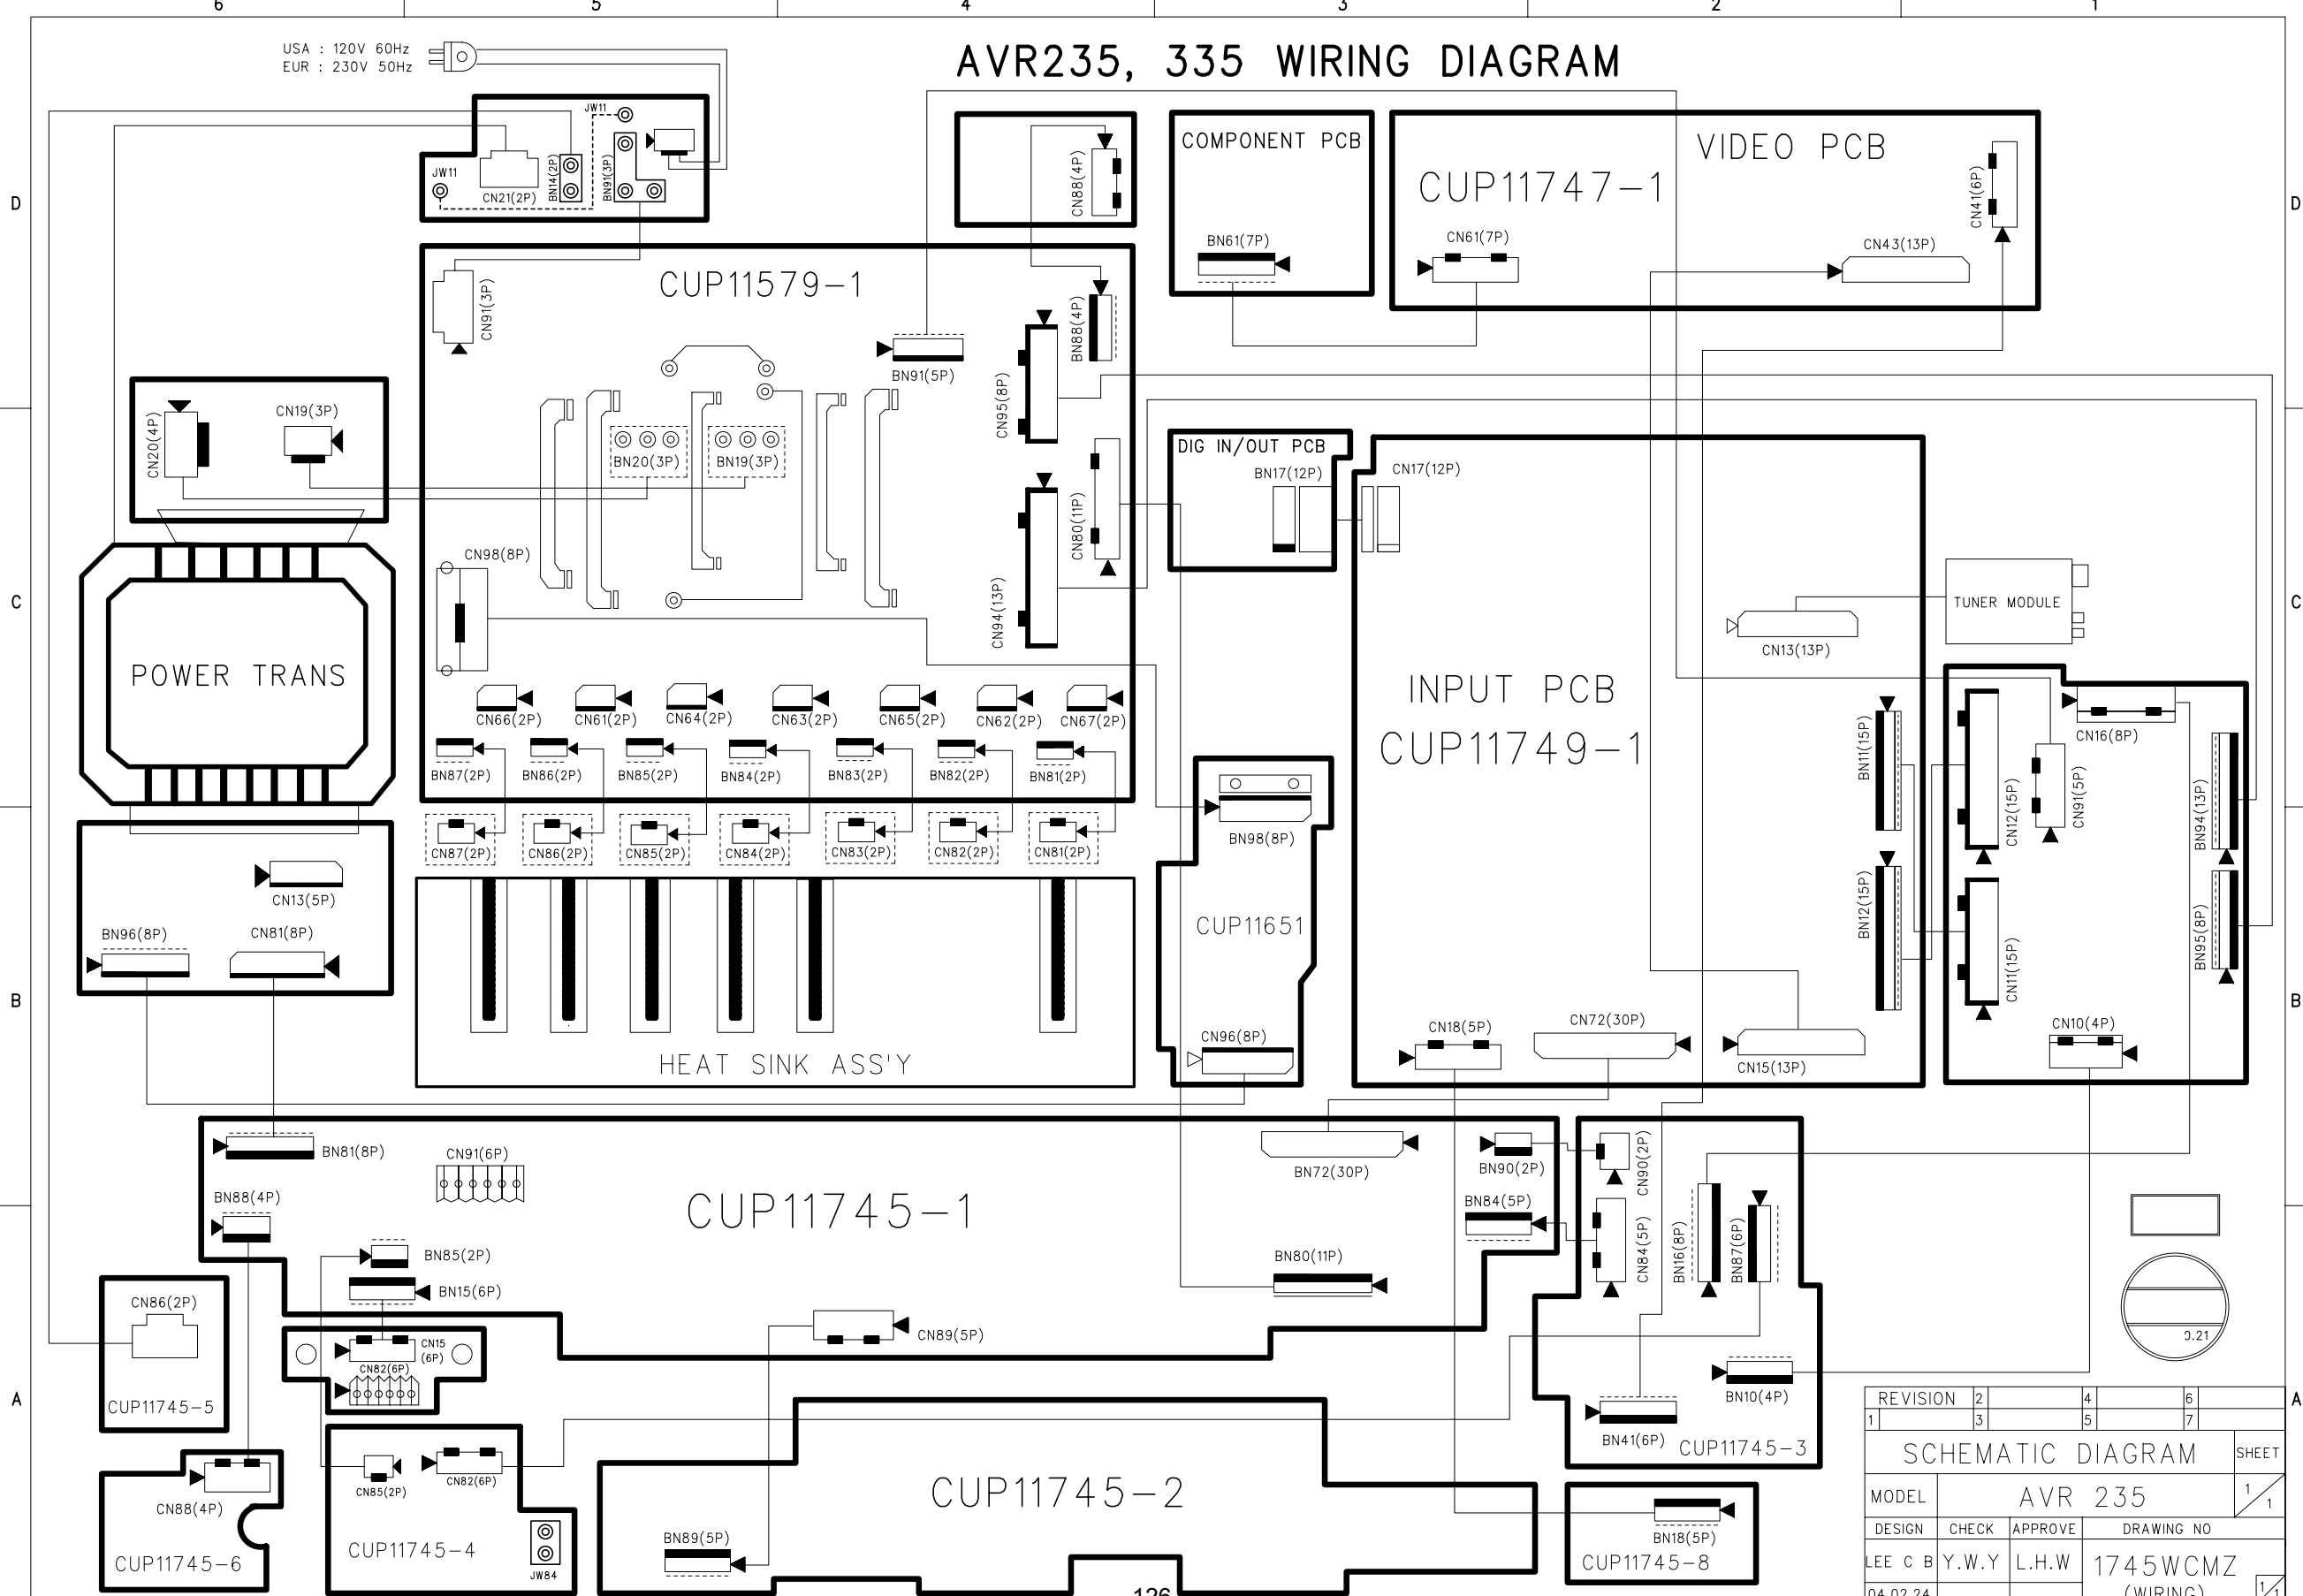 6 5 4 3 2 1
USA : 120V 60Hz
EUR : 230V 50Hz
AVR235, 335 WIRING DIAGRAM
JW11
JW11
CN21(2P)
BN14(2P)
BN91(3P)
CN88(4P)
COMPONENT PCB
BN61(7P)
VIDEO PCB
CUP11747-1
CN61(7P)
CN43(13P)
CN41(6P)
D
D
CUP11579-1
CN91(3P)
BN91(5P)
BN88(4P)
CN95(8P)
CN20(4P)
CN19(3P)
BN20(3P)
BN19(3P)
CN80(11P)
CN94(13P)
CN98(8P)
DIG IN/OUT PCB
BN17(12P)
CN17(12P)
C
C
POWER TRANS
TUNER MODULE
CN13(13P)
INPUT PCB
CUP11749-1
CN66(2P)
CN61(2P)
CN64(2P)
CN63(2P)
CN65(2P)
CN62(2P)
CN67(2P)
BN87(2P)
BN86(2P)
BN85(2P)
BN84(2P)
BN83(2P)
BN82(2P)
BN81(2P)
CN87(2P)
CN86(2P)
CN85(2P)
CN84(2P)
CN83(2P)
CN82(2P)
CN81(2P)
BN11(15P)
BN12(15P)
CN16(8P)
CN12(15P)
CN91(5P)
BN94(13P)
CN11(15P)
BN95(8P)
CN10(4P)
BN98(8P)
CUP11651
CN96(8P)
CN13(5P)
BN96(8P)
CN81(8P)
B
B
HEAT SINK ASS'Y
CN18(5P)
CN72(30P)
CN15(13P)
BN81(8P)
CN91(6P)
BN88(4P)
CUP11745-1
BN72(30P)
BN90(2P)
BN84(5P)
CN90(2P)
CN84(5P)
BN16(8P)
BN87(6P)
BN85(2P)
BN15(6P)
BN80(11P)
CN89(5P)
CN86(2P)
CUP11745-5
CN15
(6P)
CN82(6P)
A
A
BN10(4P)
BN41(6P)
CUP11745-3
CN88(4P)
CUP11745-6
CN85(2P)
CN82(6P)
CUP11745-4
JW84
CUP11745-2
BN89(5P)
BN18(5P)
CUP11745-8
REVISION 2 4 6
1 3 5 7
SCHEMATIC DIAGRAM SHEET
MODEL AVR 235 1/1
DESIGN CHECK APPROVE DRAWING NO
LEE C B Y.W.Y L.H.W 1745WCMZ
04.02.24 (WIRING) 1/1
126